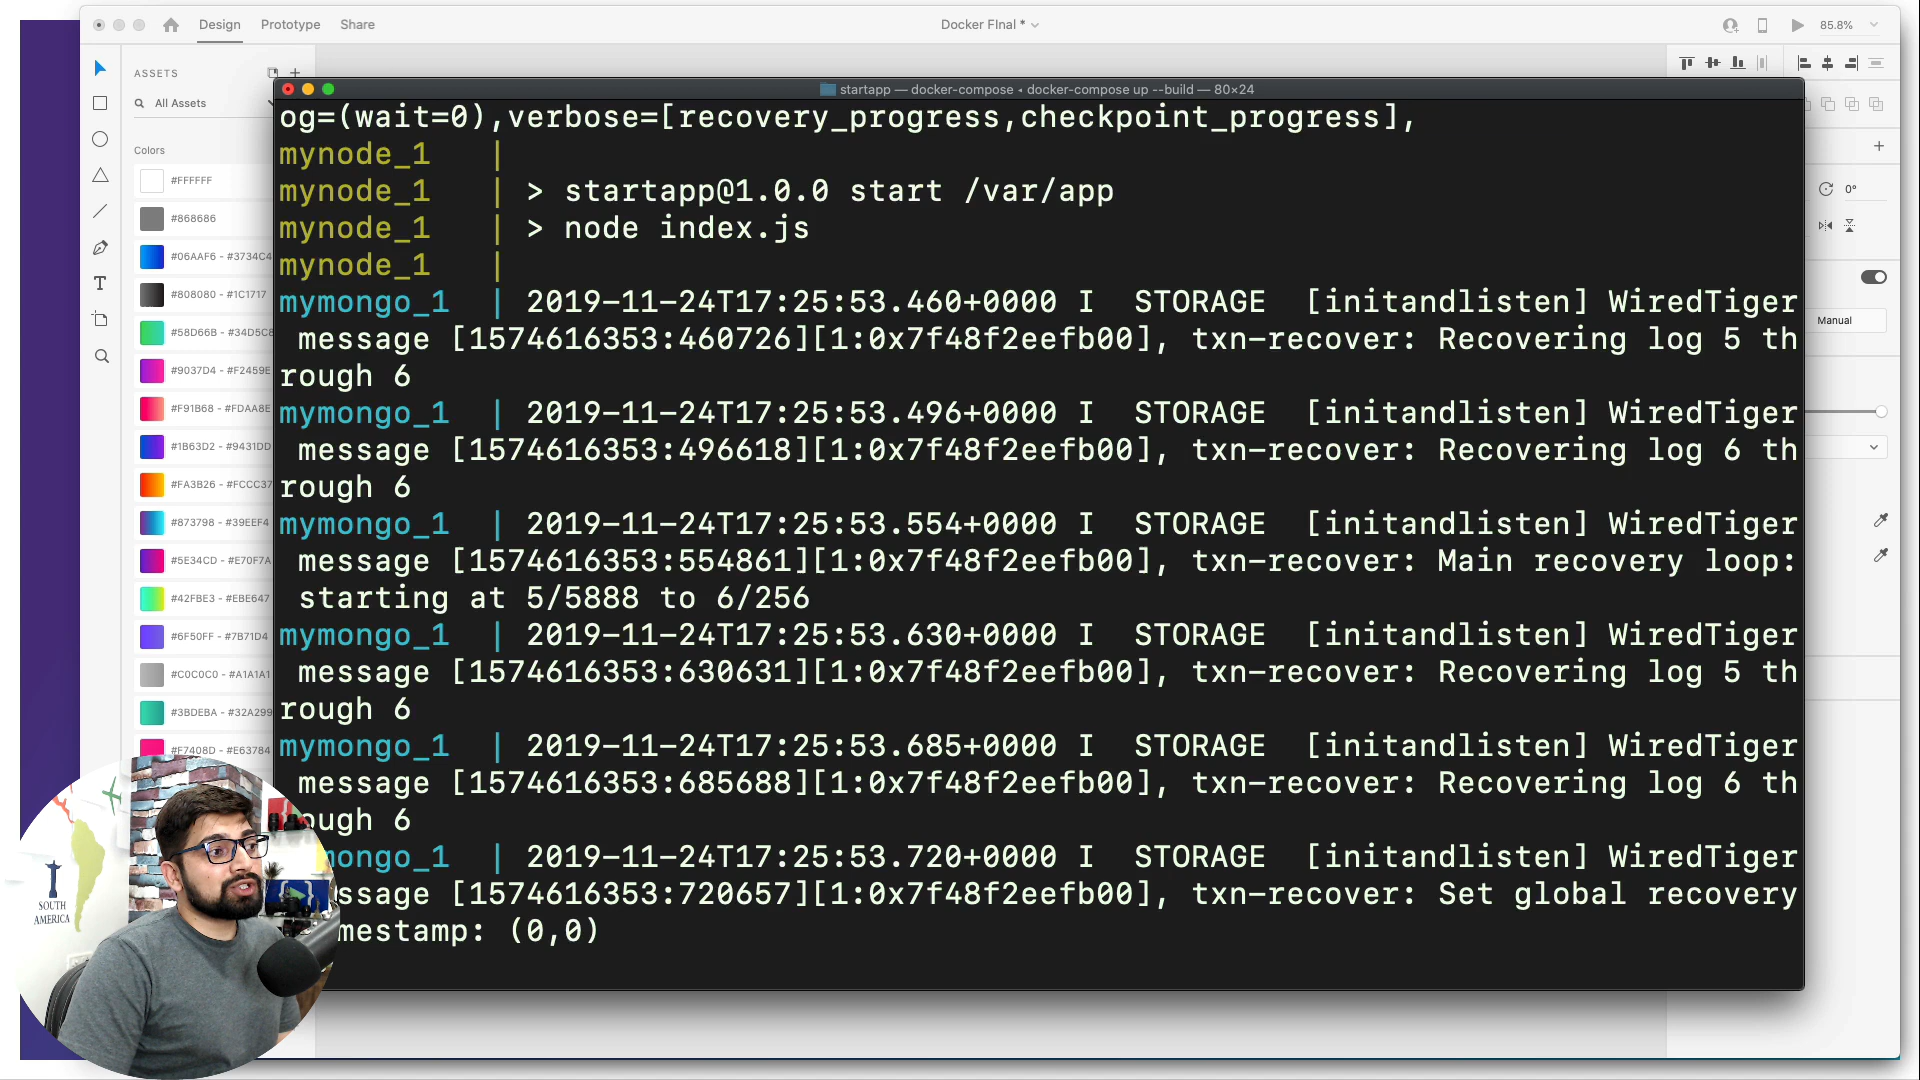 Design Prototype Share
Docker FInal *
85.8%
ASSETS
All Assets
Colors
#FFFFFF
#868686
#06AAF6 - #3734C4
#808080 - #1C1717
#58D66B - #34D5C8
#9037D4 - #F2459E
#F91B68 - #FDAA8E
#1B63D2 - #9431DD
#FA3B26 - #FCCC37
#873798 - #39EEF4
#5E34CD - #E70F7A
#42FBE3 - #EBE647
#6F50FF - #7B71D4
#C0C0C0 - #A1A1A1
#3BDEBA - #32A299
#F7408D - #E63784
0°
Manual
startapp — docker-compose ◂ docker-compose up --build — 80×24
og=(wait=0),verbose=[recovery_progress,checkpoint_progress],
mynode_1 |
mynode_1 | > startapp@1.0.0 start /var/app
mynode_1 | > node index.js
mynode_1 |
mymongo_1 | 2019-11-24T17:25:53.460+0000 I STORAGE [initandlisten] WiredTiger
message [1574616353:460726][1:0x7f48f2eefb00], txn-recover: Recovering log 5 th
rough 6
mymongo_1 | 2019-11-24T17:25:53.496+0000 I STORAGE [initandlisten] WiredTiger
message [1574616353:496618][1:0x7f48f2eefb00], txn-recover: Recovering log 6 th
rough 6
mymongo_1 | 2019-11-24T17:25:53.554+0000 I STORAGE [initandlisten] WiredTiger
message [1574616353:554861][1:0x7f48f2eefb00], txn-recover: Main recovery loop:
starting at 5/5888 to 6/256
mymongo_1 | 2019-11-24T17:25:53.630+0000 I STORAGE [initandlisten] WiredTiger
message [1574616353:630631][1:0x7f48f2eefb00], txn-recover: Recovering log 5 th
rough 6
mymongo_1 | 2019-11-24T17:25:53.685+0000 I STORAGE [initandlisten] WiredTiger
message [1574616353:685688][1:0x7f48f2eefb00], txn-recover: Recovering log 6 th
ough 6
mongo_1 | 2019-11-24T17:25:53.720+0000 I STORAGE [initandlisten] WiredTiger
ssage [1574616353:720657][1:0x7f48f2eefb00], txn-recover: Set global recovery
mestamp: (0,0)
SOUTH
AMERICA